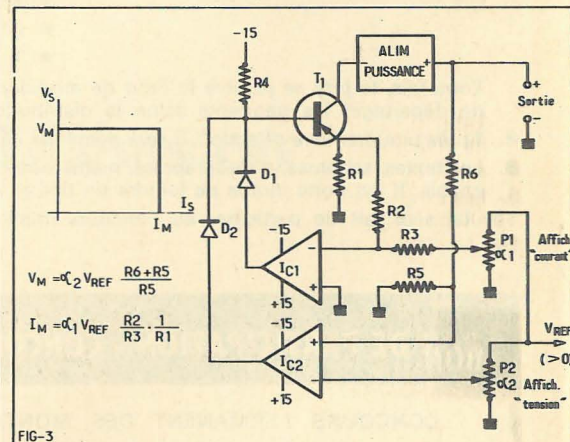 -15
R4
T1
ALIM
PUISSANCE
+
Sortie
-
VS
VM
IM
IS
D1
D2
R1
R2
R6
R3
R5
P1
α1
Affich.
"courant"
-15
IC1
+15
-15
IC2
+15
VREF
(>0)
P2
α2
Affich.
"tension"
VM = α2 VREF R6+R5 / R5
IM = α1 VREF R2 / R3 . 1 / R1
FIG-3